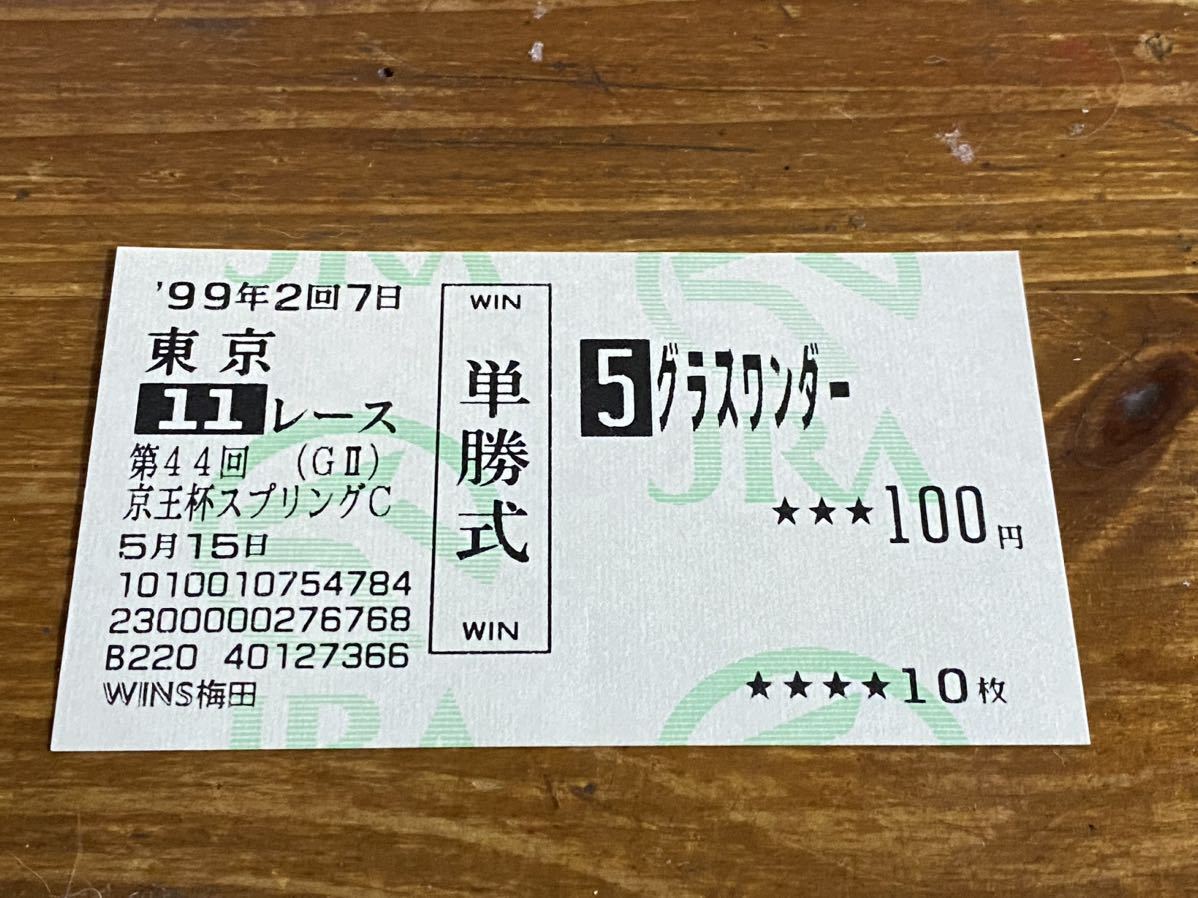 '99年2回7日
東京
11レース
第44回 (GⅡ)
京王杯スプリングC
5月15日
1010010754784
2300000276768
B220 40127366
WINS梅田
WIN
単勝式
WIN
5グラスワンダー
★★★100円
★★★★10枚
JRA
JRA
JRA